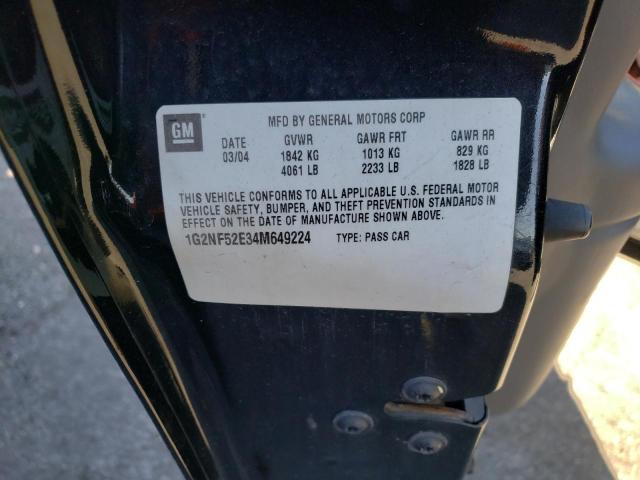 GM
MFD BY GENERAL MOTORS CORP
DATE GVWR GAWR FRT GAWR RR
03/04 1842 KG 1013 KG 829 KG
4061 LB 2233 LB 1828 LB
THIS VEHICLE CONFORMS TO ALL APPLICABLE U.S. FEDERAL MOTOR
VEHICLE SAFETY, BUMPER, AND THEFT PREVENTION STANDARDS IN
EFFECT ON THE DATE OF MANUFACTURE SHOWN ABOVE.
1G2NF52E34M649224 TYPE: PASS CAR